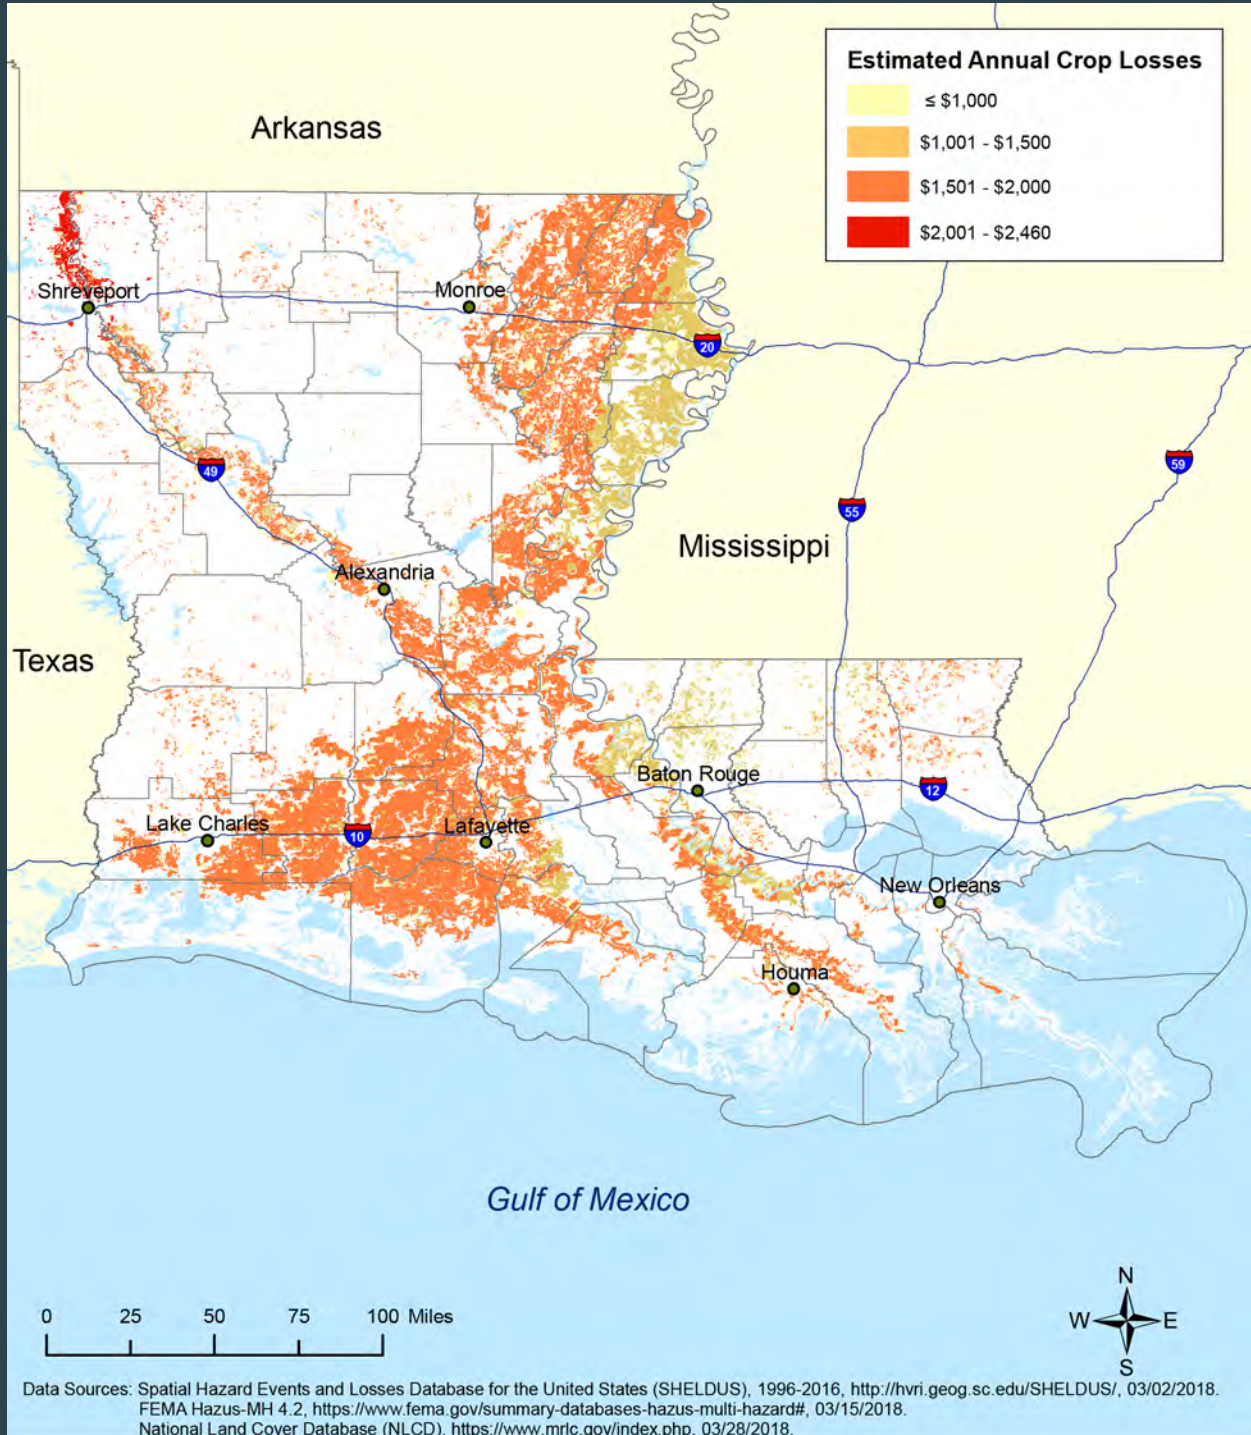 Estimated Annual Crop Losses
≤ $1,000
$1,001 - $1,500
$1,501 - $2,000
$2,001 - $2,460
Arkansas
Shreveport
Monroe
20
49
59
55
Mississippi
Alexandria
Texas
Baton Rouge
12
Lake Charles
10
Lafayette
New Orleans
Houma
Gulf of Mexico
N
W E
S
0 25 50 75 100 Miles
Data Sources: Spatial Hazard Events and Losses Database for the United States (SHELDUS), 1996-2016, http://hvri.geog.sc.edu/SHELDUS/, 03/02/2018.
FEMA Hazus-MH 4.2, https://www.fema.gov/summary-databases-hazus-multi-hazard#, 03/15/2018.
National Land Cover Database (NLCD), https://www.mrlc.gov/index.php, 03/28/2018.